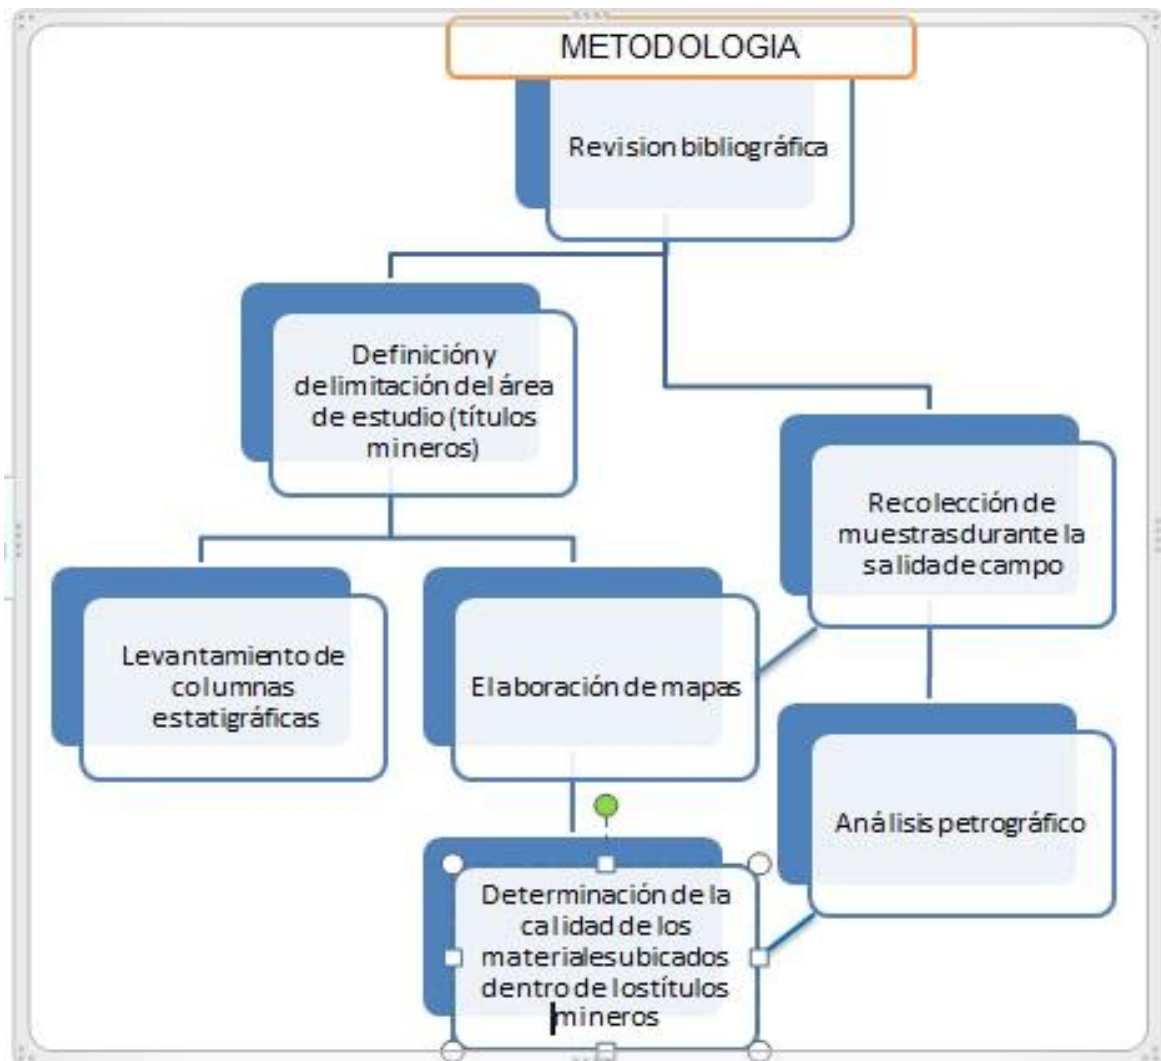 METODOLOGIA
Revision bibliográfica
Definición y
delimitación del área
de estudio (títulos
mineros)
Recolección de
muestras durante la
salida de campo
Levantamiento de
columnas
estatigráficas
Elaboración de mapas
Análisis petrográfico
Determinación de la
calidad de los
materiales ubicados
dentro de los títulos
mineros